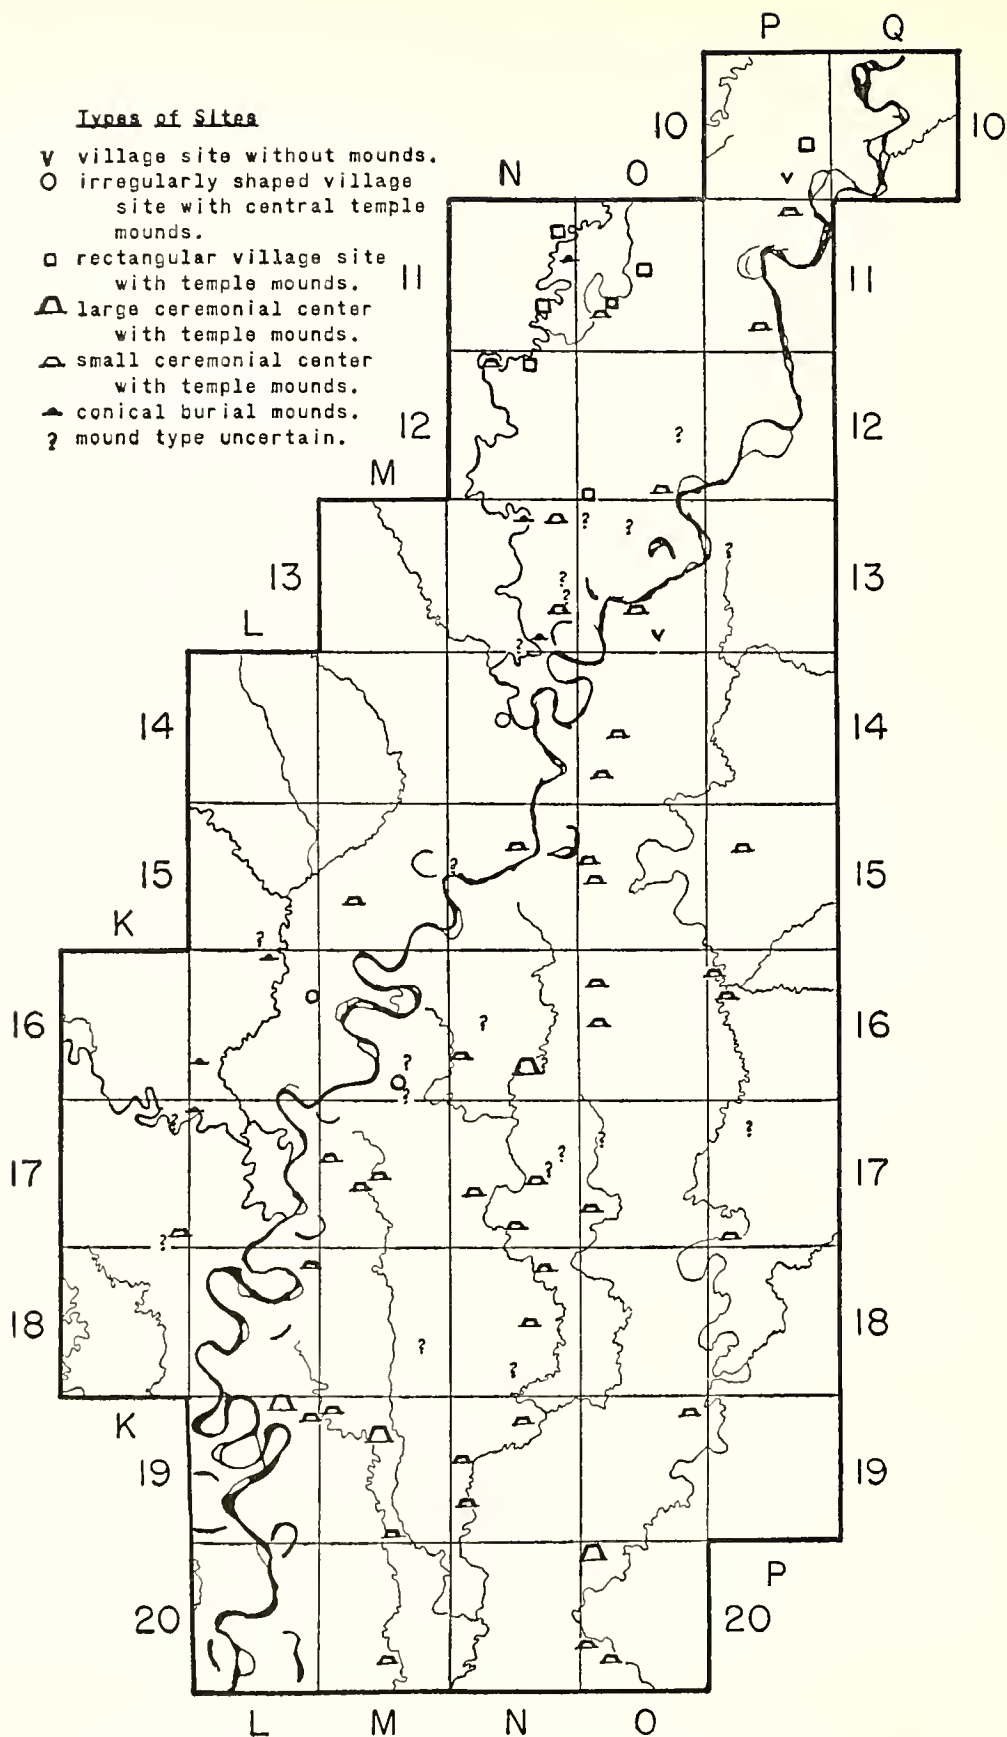 P Q
Types of Sites
10 10
v village site without mounds.
N O
irregularly shaped village
site with central temple
mounds.
rectangular village site
11 11
with temple mounds.
large ceremonial center
with temple mounds.
small ceremonial center
with temple mounds.
conical burial mounds.
12 12
? mound type uncertain.
M
13 13
L
14 14
15 15
K
16 16
17 17
18 18
K
19 19
P
20 20
L M N O